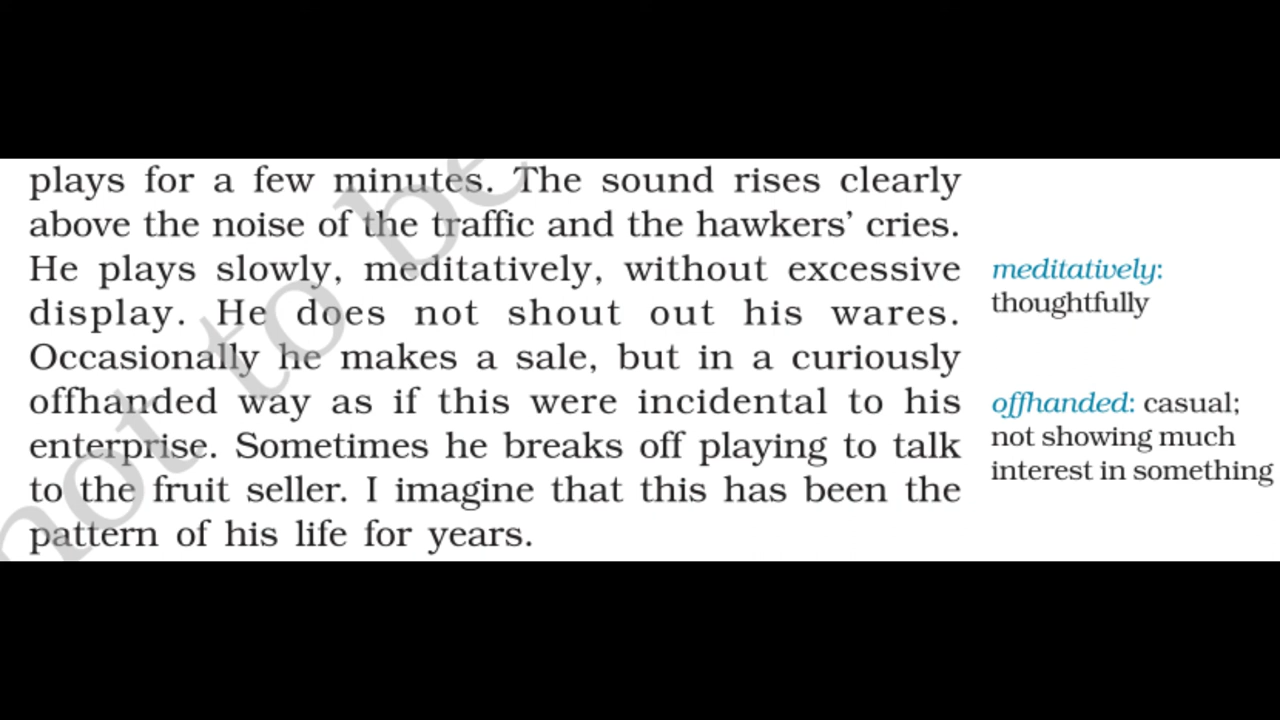 plays for a few minutes. The sound rises clearly
above the noise of the traffic and the hawkers’ cries.
He plays slowly, meditatively, without excessive
display. He does not shout out his wares.
Occasionally he makes a sale, but in a curiously
offhanded way as if this were incidental to his
enterprise. Sometimes he breaks off playing to talk
to the fruit seller. I imagine that this has been the
pattern of his life for years.
meditatively:
thoughtfully
offhanded: casual;
not showing much
interest in something
not to be